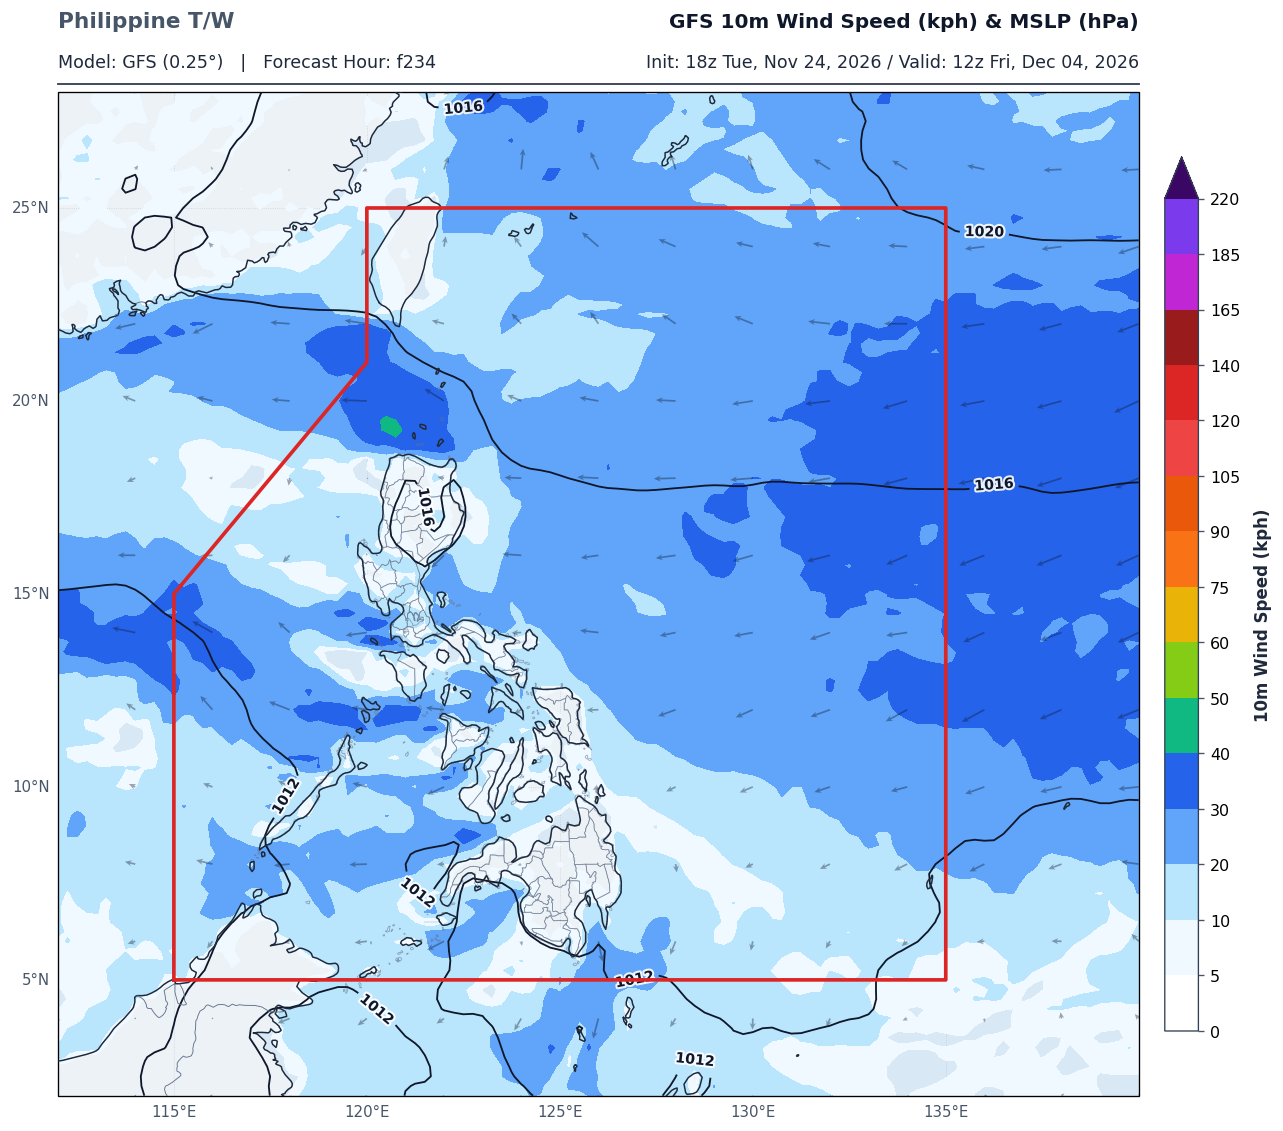 Philippine T/W
GFS 10m Wind Speed (kph) & MSLP (hPa)
Model: GFS (0.25°)   |   Forecast Hour: f234
Init: 18z Tue, Nov 24, 2026 / Valid: 12z Fri, Dec 04, 2026
1016
1020
1016
1016
1012
1012
1012
1012
1012
25°N
20°N
15°N
10°N
5°N
115°E
120°E
125°E
130°E
135°E
220
185
165
140
120
105
90
75
60
50
40
30
20
10
5
0
10m Wind Speed (kph)